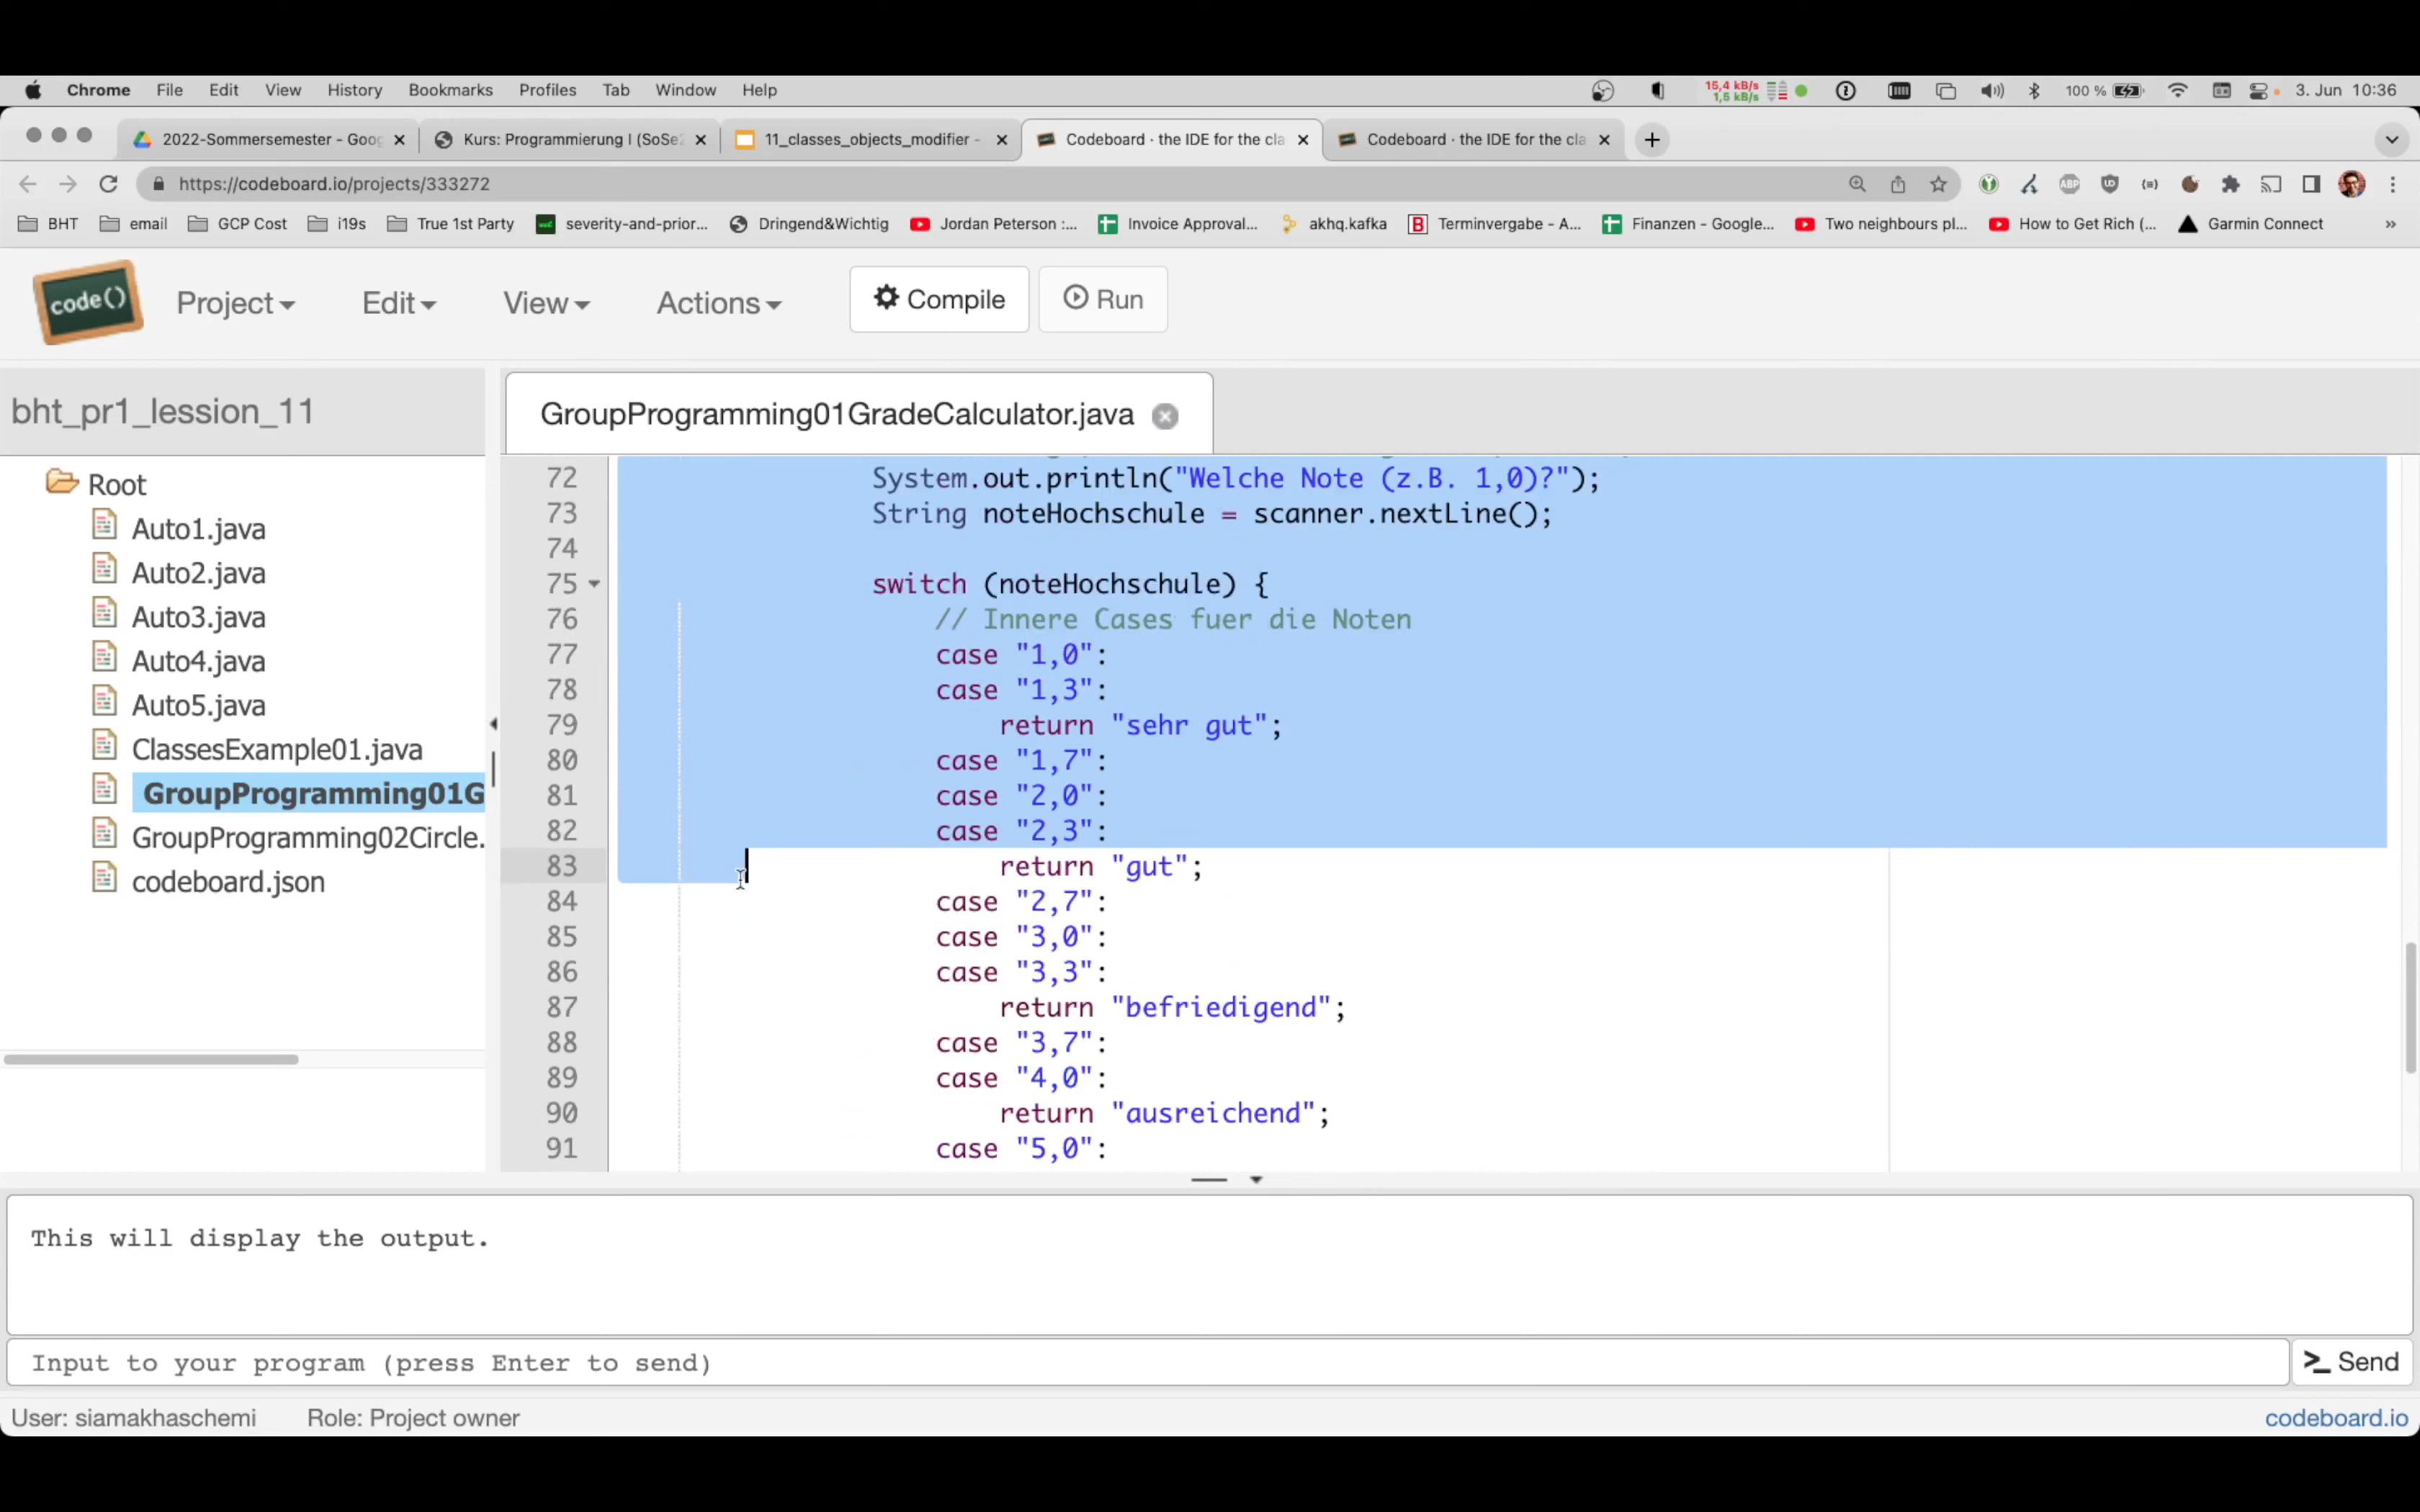 Chrome File Edit View History Bookmarks Profiles Tab Window Help 15,4 kB/s 1,5 kB/s 100 % 3. Jun 10:36
2022-Sommersemester - Goog Kurs: Programmierung I (SoSe2 11_classes_objects_modifier - Codeboard · the IDE for the cla Codeboard · the IDE for the cla
https://codeboard.io/projects/333272 ABP
BHT email GCP Cost i19s True 1st Party severity-and-prior... Dringend&Wichtig Jordan Peterson :... Invoice Approval... akhq.kafka Terminvergabe - A... Finanzen - Google... Two neighbours pl... How to Get Rich (... Garmin Connect »
code() Project Edit View Actions Compile Run
bht_pr1_lession_11
GroupProgramming01GradeCalculator.java
Root
Auto1.java
Auto2.java
Auto3.java
Auto4.java
Auto5.java
ClassesExample01.java
GroupProgramming01G
GroupProgramming02Circle.
codeboard.json
72 System.out.println("Welche Note (z.B. 1,0)?");
73 String noteHochschule = scanner.nextLine();
74
75 switch (noteHochschule) {
76 // Innere Cases fuer die Noten
77 case "1,0":
78 case "1,3":
79 return "sehr gut";
80 case "1,7":
81 case "2,0":
82 case "2,3":
83 return "gut";
84 case "2,7":
85 case "3,0":
86 case "3,3":
87 return "befriedigend";
88 case "3,7":
89 case "4,0":
90 return "ausreichend";
91 case "5,0":
This will display the output.
Input to your program (press Enter to send)
Send
User: siamakhaschemi Role: Project owner codeboard.io